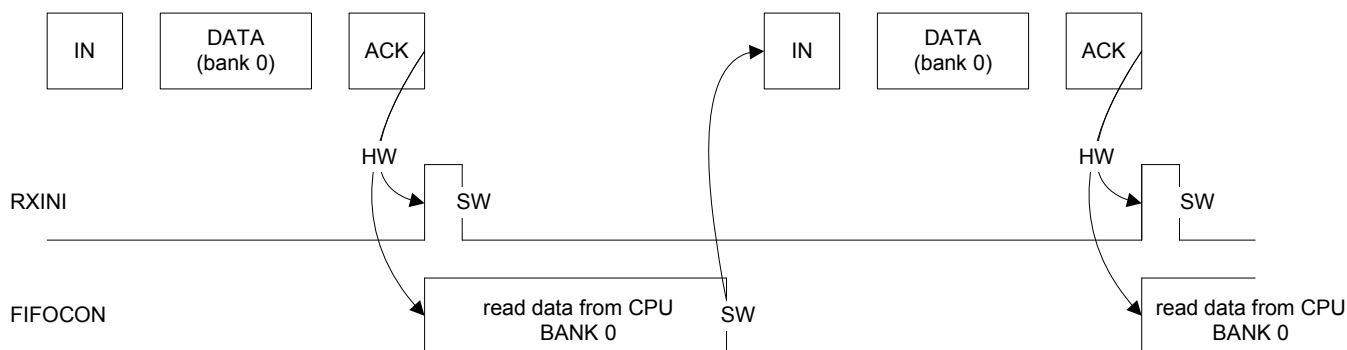 IN
DATA
(bank 0)
ACK
IN
DATA
(bank 0)
ACK
HW
HW
RXINI
SW
SW
FIFOCON
read data from CPU
BANK 0
SW
read data from CPU
BANK 0